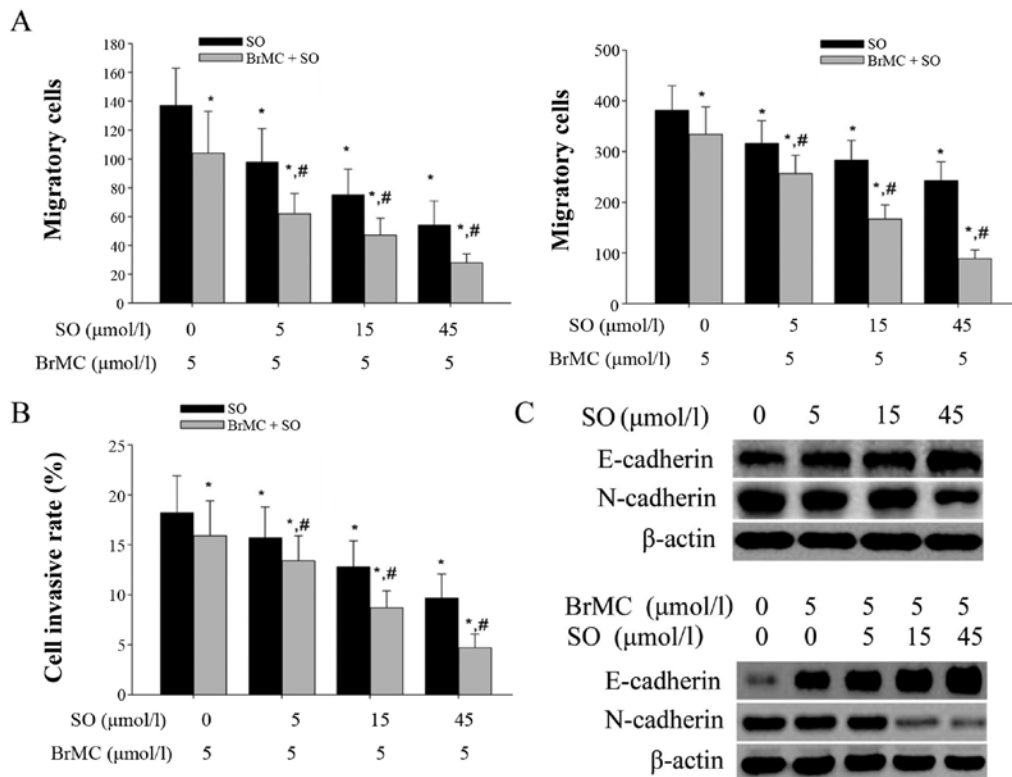 A
SO
BrMC + SO
Migratory cells
180
160
140
120
100
80
60
40
20
0
* * *,# * *,# * *,#
SO (μmol/l) 0 5 15 45
BrMC (μmol/l) 5 5 5 5
SO
BrMC + SO
Migratory cells
500
400
300
200
100
0
* * *,# * *,# * *,#
SO (μmol/l) 0 5 15 45
BrMC (μmol/l) 5 5 5 5
B
SO
BrMC + SO
Cell invasive rate (%)
25
20
15
10
5
0
* * *,# * *,# * *,#
SO (μmol/l) 0 5 15 45
BrMC (μmol/l) 5 5 5 5
C
SO (μmol/l) 0 5 15 45
E-cadherin
N-cadherin
β-actin
BrMC (μmol/l) 0 5 5 5 5
SO (μmol/l) 0 0 5 15 45
E-cadherin
N-cadherin
β-actin